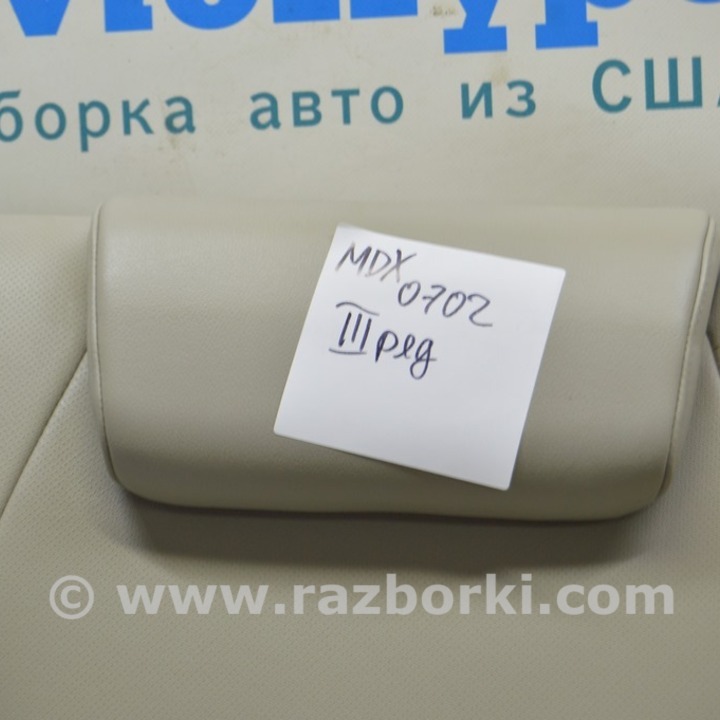 борка авто из США
MDX
0702
III ряд
© www.razborki.com